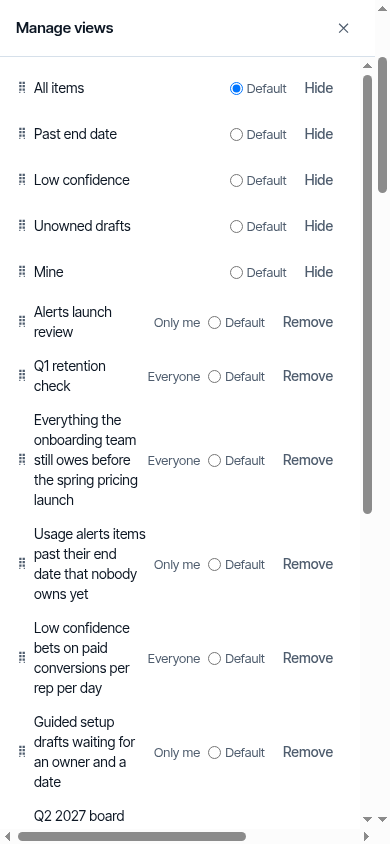 Manage views
All items Default Hide
Past end date Default Hide
Low confidence Default Hide
Unowned drafts Default Hide
Mine Default Hide
Alerts launch
review
Only me Default Remove
Q1 retention
check
Everyone Default Remove
Everything the
onboarding team
still owes before
the spring pricing
launch
Everyone Default Remove
Usage alerts items
past their end
date that nobody
owns yet
Only me Default Remove
Low confidence
bets on paid
conversions per
rep per day
Everyone Default Remove
Guided setup
drafts waiting for
an owner and a
date
Only me Default Remove
Q2 2027 board